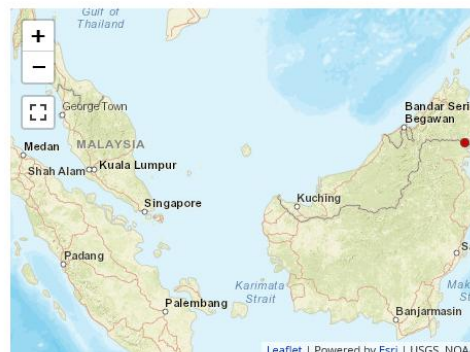 Gulf of
Thailand
+
−
George Town
MALAYSIA
Medan
Kuala Lumpur
Shah Alam
Singapore
Padang
Palembang
Karimata
Strait
Kuching
Bandar Seri
Begawan
Banjarmasin
Leaflet | Powered by Esri | USGS, NOA